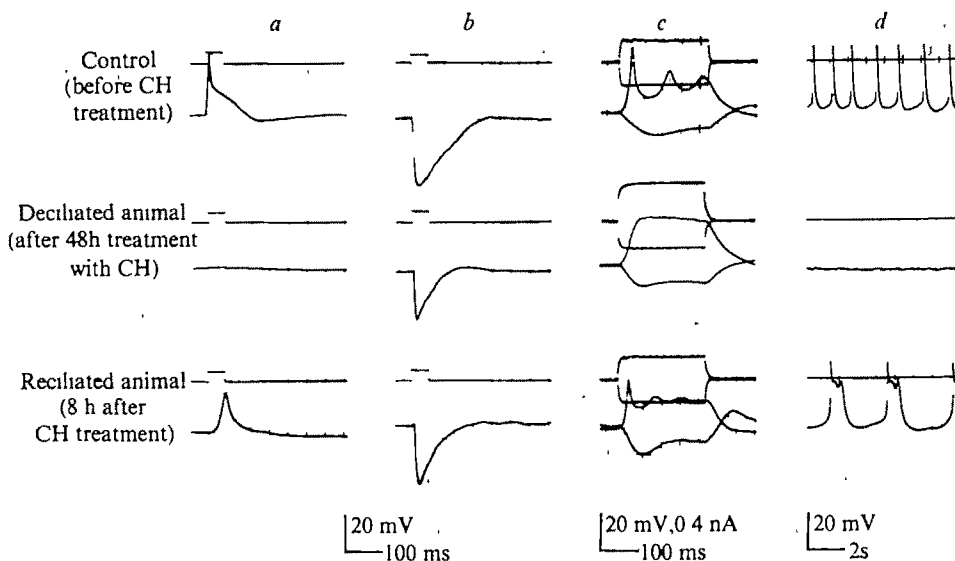 a b c d
Control
(before CH
treatment)
Deciliated animal
(after 48h treatment
with CH)
Reciliated animal
(8 h after
CH treatment)
20 mV
100 ms
20 mV,0 4 nA
100 ms
20 mV
2s